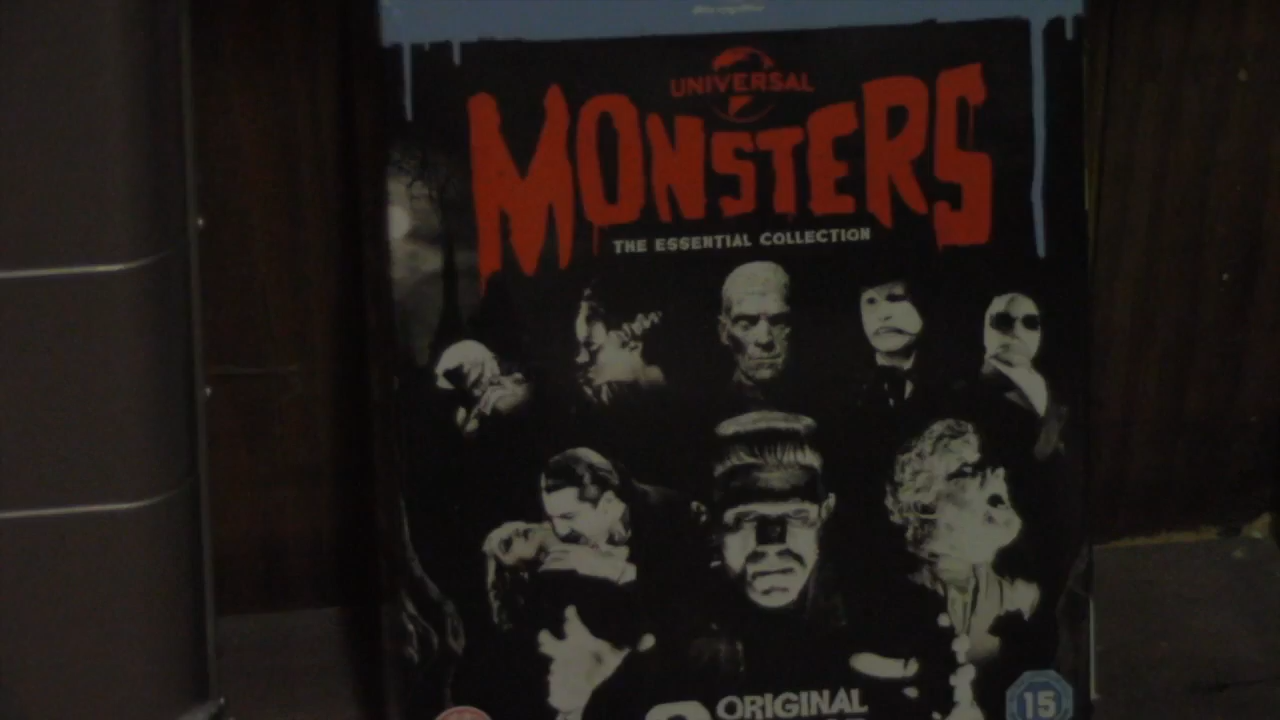 UNIVERSAL
MONSTERS
THE ESSENTIAL COLLECTION
ORIGINAL
15